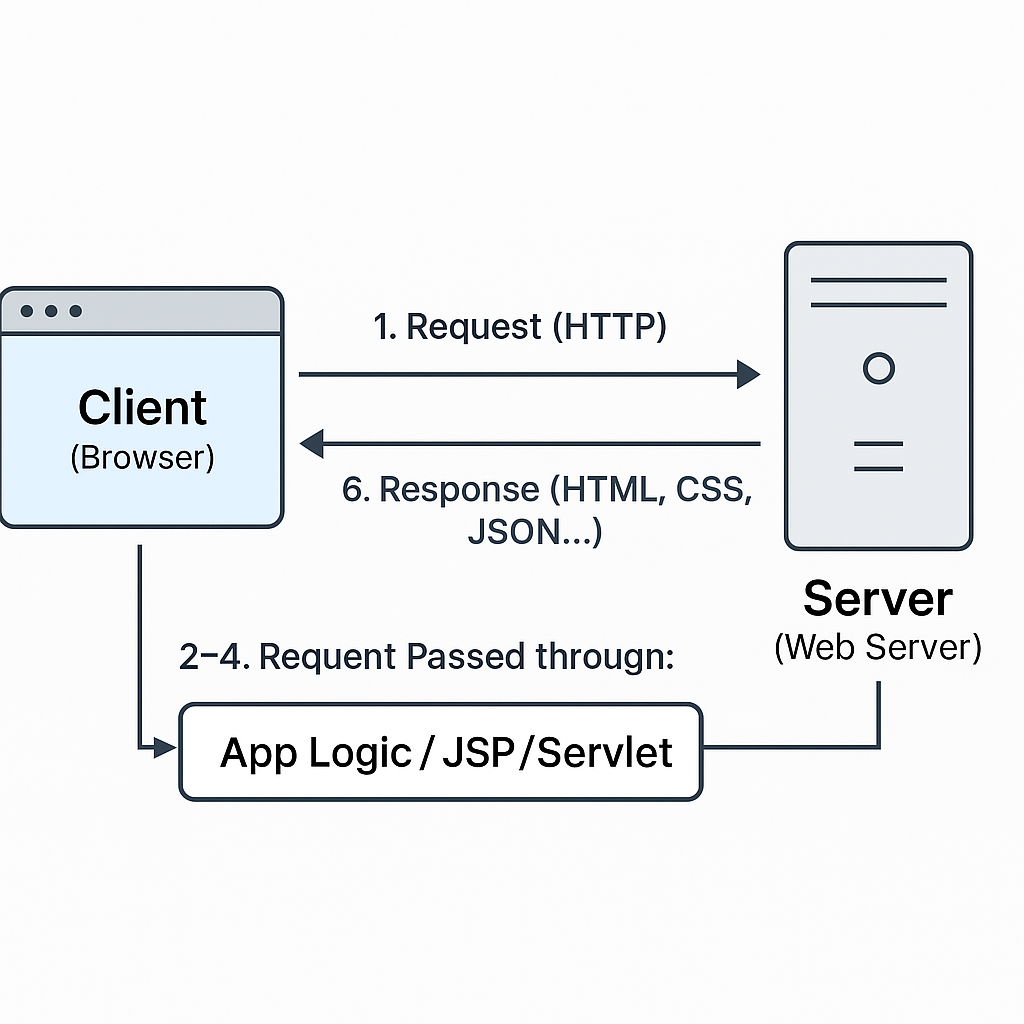 1. Request (HTTP)
Client
(Browser)
6. Response (HTML, CSS,
JSON...)
Server
(Web Server)
2–4. Requent Passed througn:
App Logic / JSP/Servlet